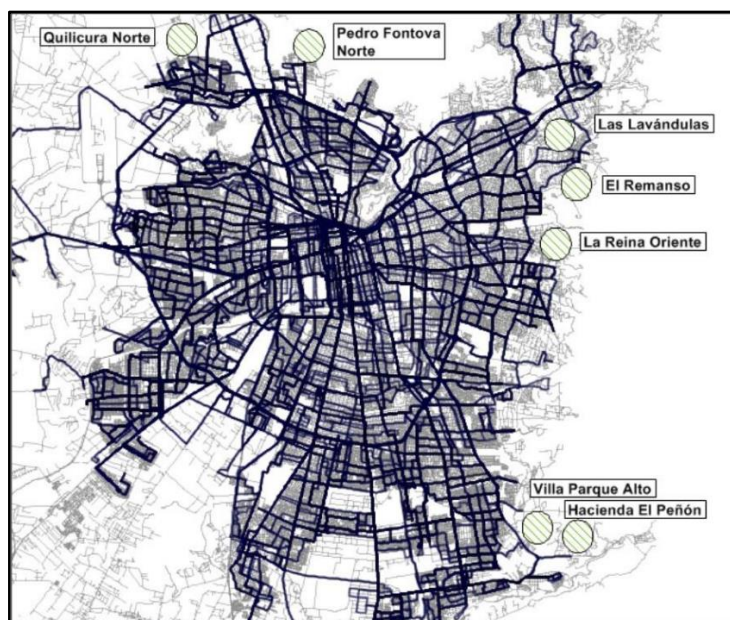 Quilicura Norte
Pedro Fontova
Norte
Las Lavándulas
El Remanso
La Reina Oriente
Villa Parque Alto
Hacienda El Peñón